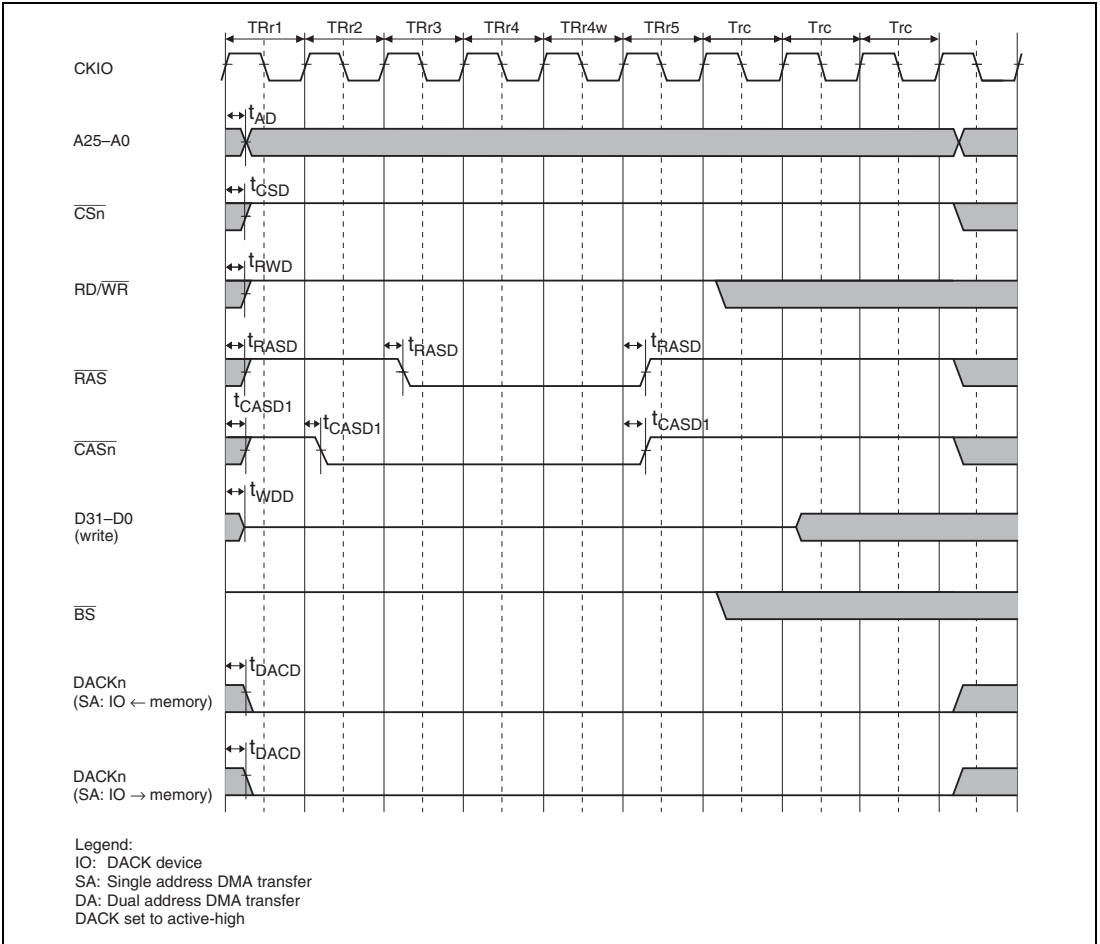 TRr1 TRr2 TRr3 TRr4 TRr4w TRr5 Trc Trc Trc
CKIO
tAD
A25–A0
tCSD
CSn
tRWD
RD/WR
tRASD tRASD tRASD
RAS
tCASD1 tCASD1 tCASD1
CASn
tWDD
D31–D0
(write)
BS
tDACD
DACKn
(SA: IO ← memory)
tDACD
DACKn
(SA: IO → memory)
Legend:
IO: DACK device
SA: Single address DMA transfer
DA: Dual address DMA transfer
DACK set to active-high